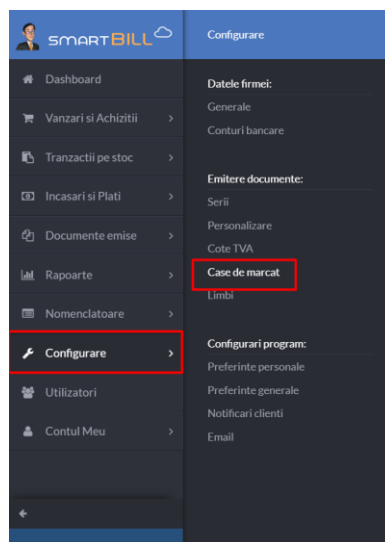 smartBILL
Dashboard
Vanzari si Achizitii
Tranzactii pe stoc
Incasari si Plati
Documente emise
Rapoarte
Nomenclatoare
Configurare
Utilizatori
Contul Meu
Configurare
Datele firmei:
Generale
Conturi bancare
Emitere documente:
Serii
Personalizare
Cote TVA
Case de marcat
Limbi
Configurari program:
Preferinte personale
Preferinte generale
Notificari clienti
Email